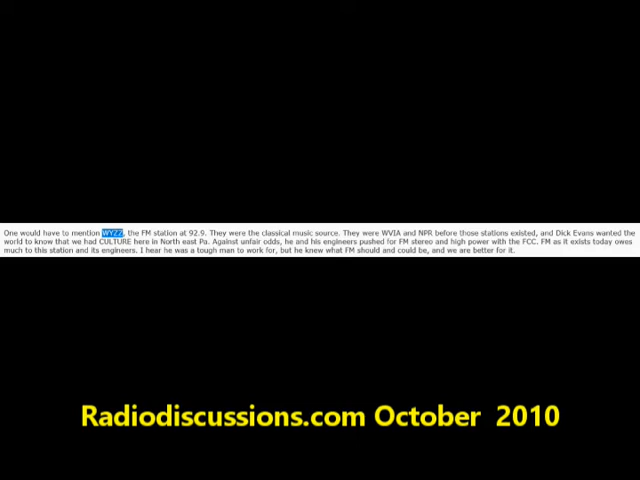 One would have to mention WYZZ, the FM station at 92.9. They were the classical music source. They were WVIA and NPR before those stations existed, and Dick Evans wanted the
world to know that we had CULTURE here in North east Pa. Against unfair odds, he and his engineers pushed for FM stereo and high power with the FCC. FM as it exists today owes
much to this station and its engineers. I hear he was a tough man to work for, but he knew what FM should and could be, and we are better for it.
Radiodiscussions.com October 2010